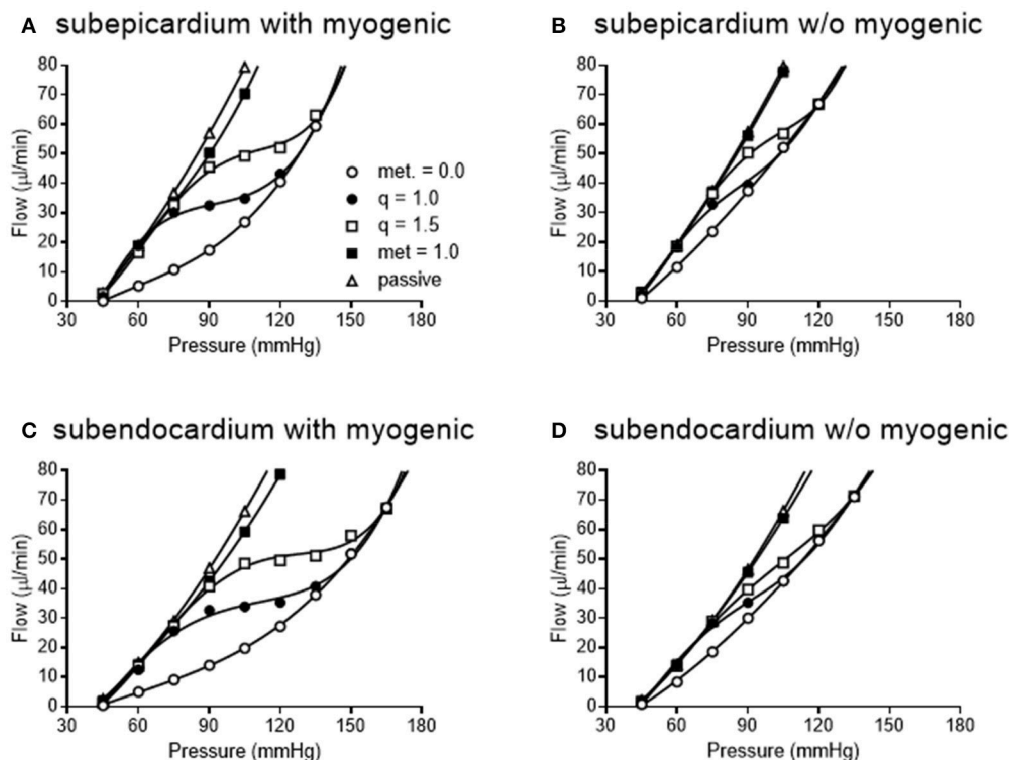 A subepicardium with myogenic
80
70
60
50
40
30
20
10
0
Flow (µl/min)
30 60 90 120 150 180
Pressure (mmHg)
met. = 0.0
q = 1.0
q = 1.5
met = 1.0
passive
B subepicardium w/o myogenic
80
70
60
50
40
30
20
10
0
Flow (µl/min)
30 60 90 120 150 180
Pressure (mmHg)
C subendocardium with myogenic
80
70
60
50
40
30
20
10
0
Flow (µl/min)
30 60 90 120 150 180
Pressure (mmHg)
D subendocardium w/o myogenic
80
70
60
50
40
30
20
10
0
Flow (µl/min)
30 60 90 120 150 180
Pressure (mmHg)